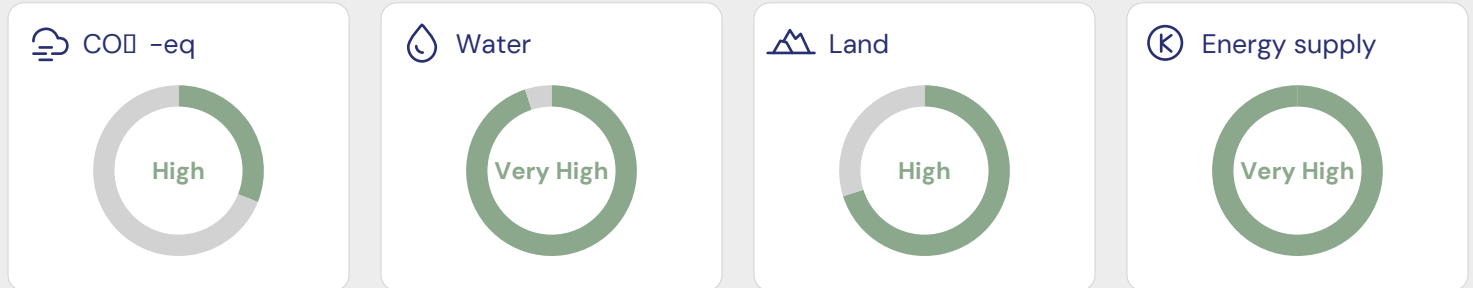 CO▯ -eq
High
Water
Very High
Land
High
Energy supply
Very High